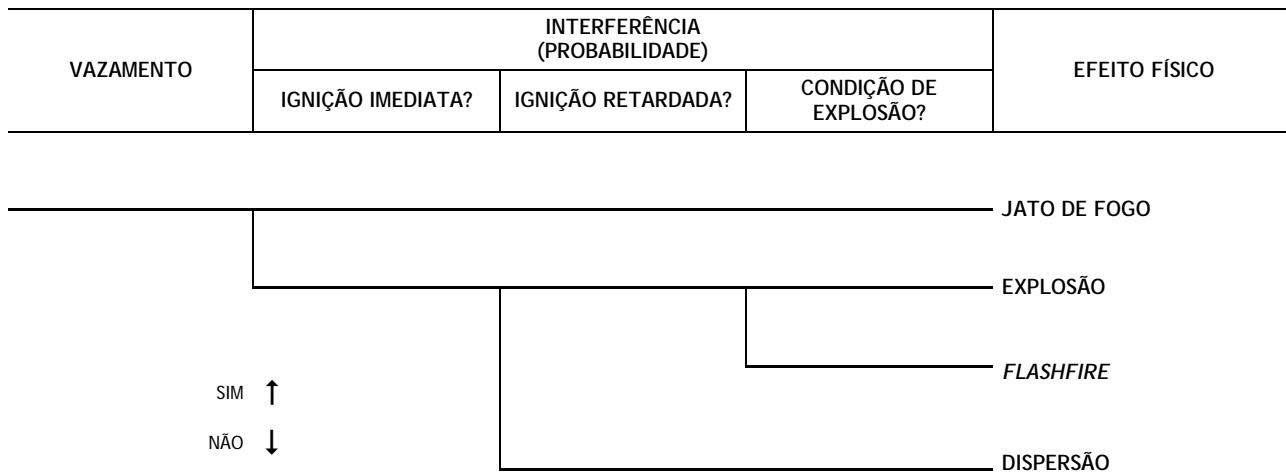 VAZAMENTO
INTERFERÊNCIA
(PROBABILIDADE)
EFEITO FÍSICO
IGNIÇÃO IMEDIATA?
IGNIÇÃO RETARDADA?
CONDIÇÃO DE
EXPLOSÃO?
JATO DE FOGO
EXPLOSÃO
FLASHFIRE
SIM ↑
NÃO ↓
DISPERSÃO